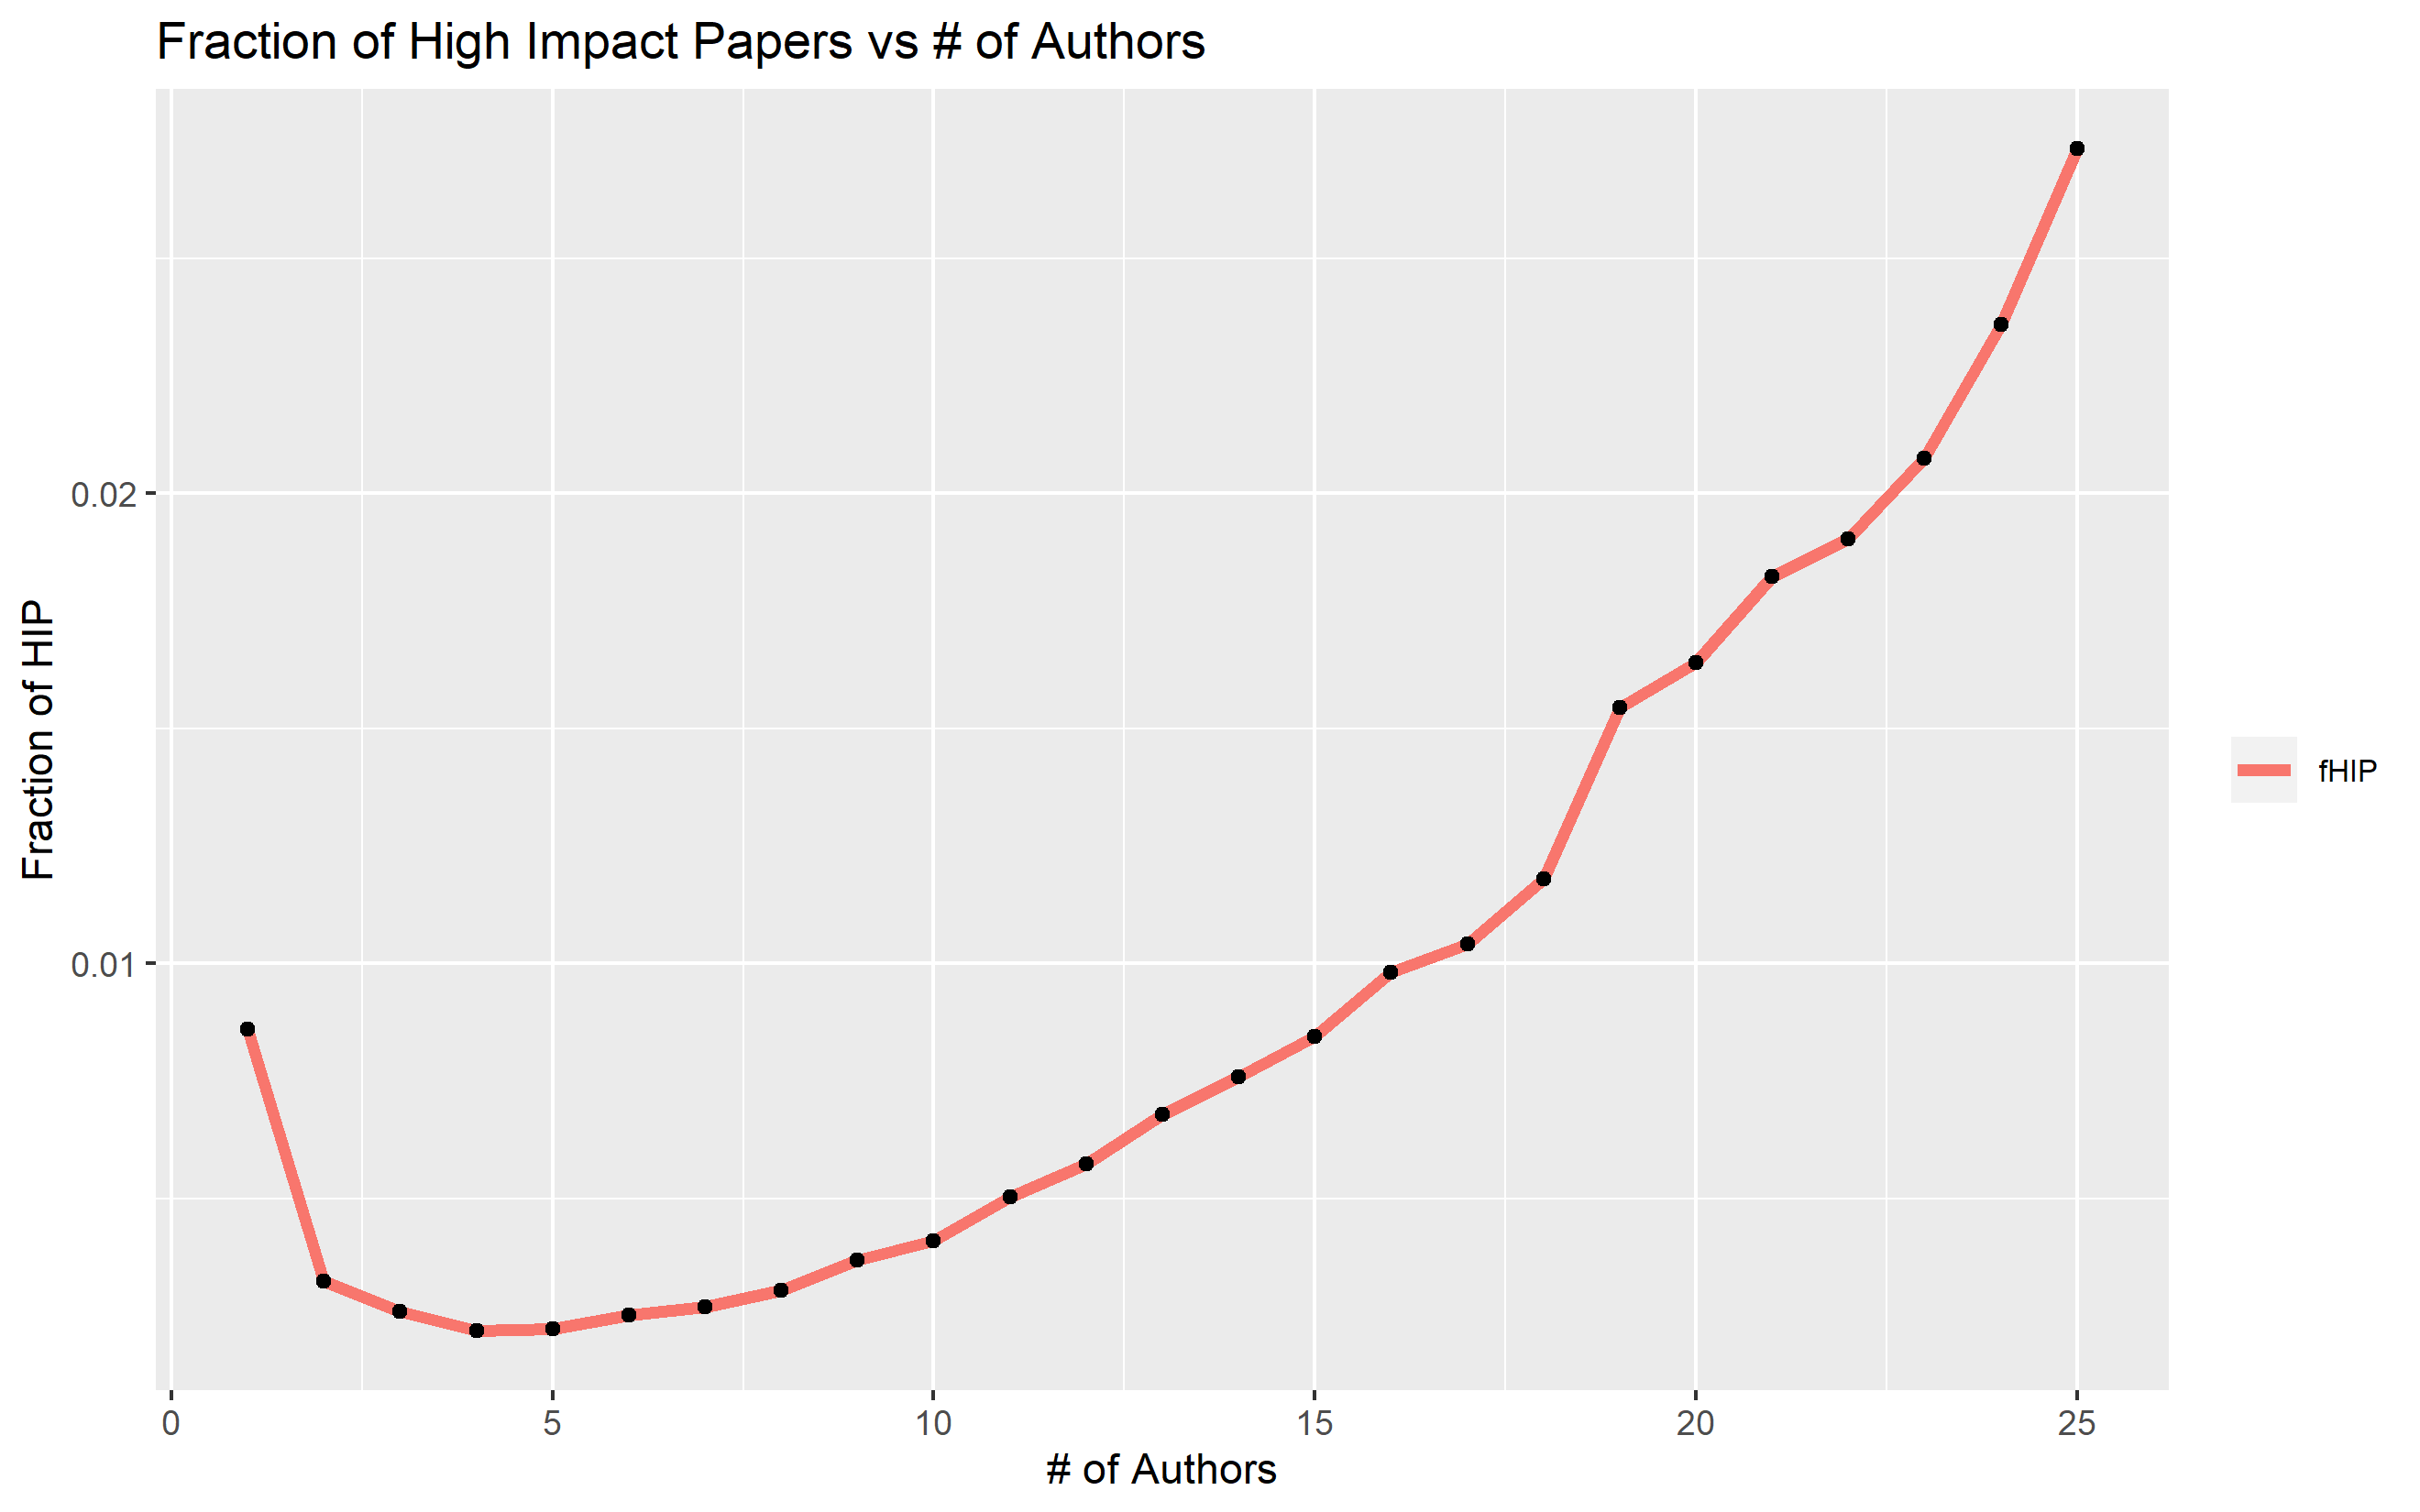 Fraction of High Impact Papers vs # of Authors
Fraction of HIP
0.02
0.01
0 5 10 15 20 25
# of Authors
fHIP